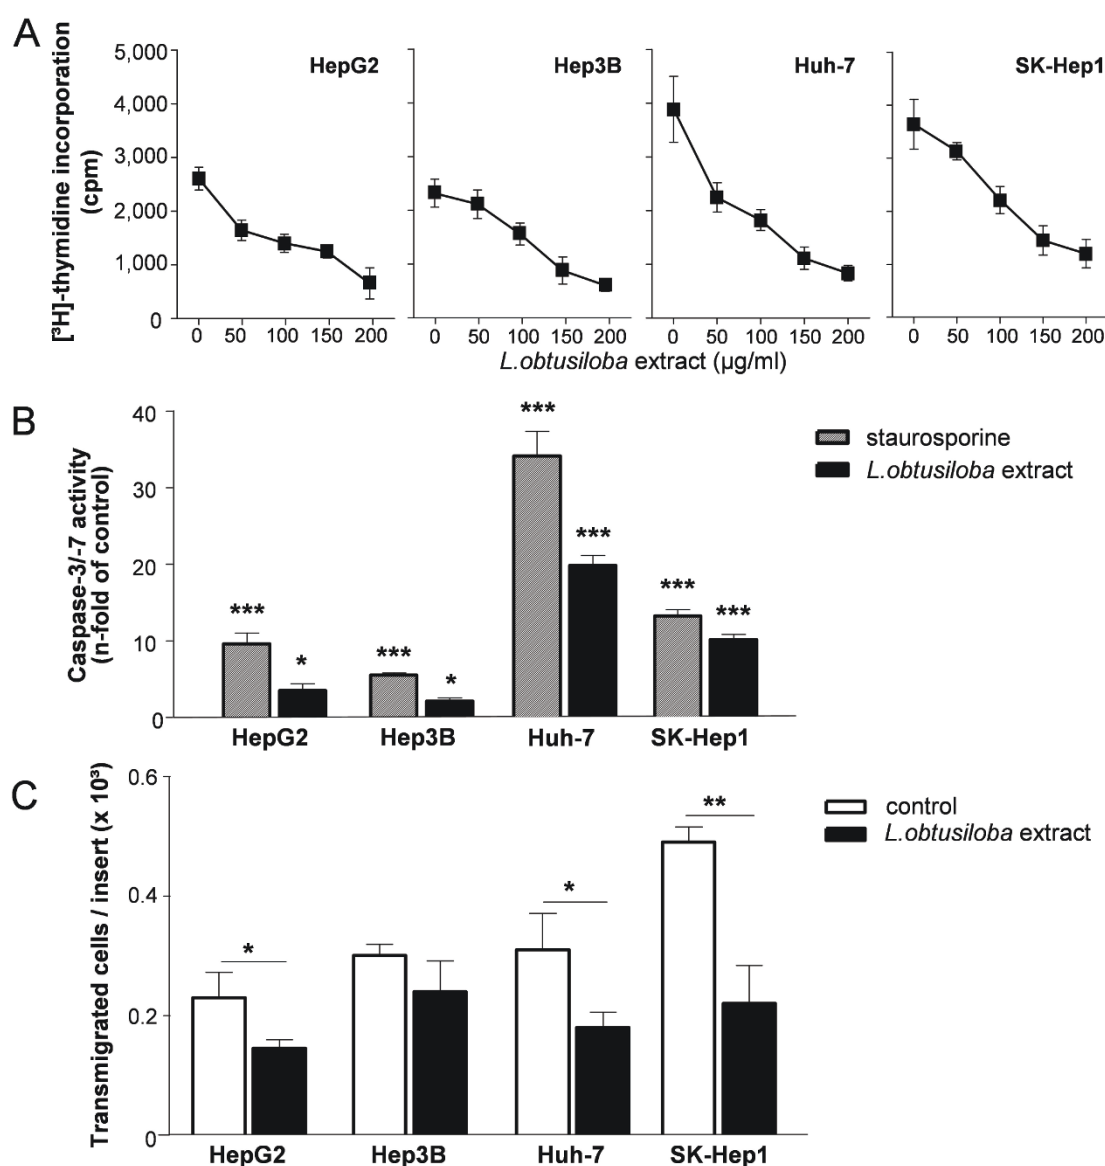 A
[³H]-thymidine incorporation
(cpm)
5,000
4,000
3,000
2,000
1,000
0
HepG2
Hep3B
Huh-7
SK-Hep1
0 50 100 150 200
0 50 100 150 200
0 50 100 150 200
0 50 100 150 200
L.obtusiloba extract (µg/ml)
B
Caspase-3/-7 activity
(n-fold of control)
40
30
20
10
0
*** * *** * *** *** *** ***
staurosporine
L.obtusiloba extract
HepG2 Hep3B Huh-7 SK-Hep1
C
Transmigrated cells / insert (x 10³)
0.6
0.4
0.2
0
* * **
control
L.obtusiloba extract
HepG2 Hep3B Huh-7 SK-Hep1